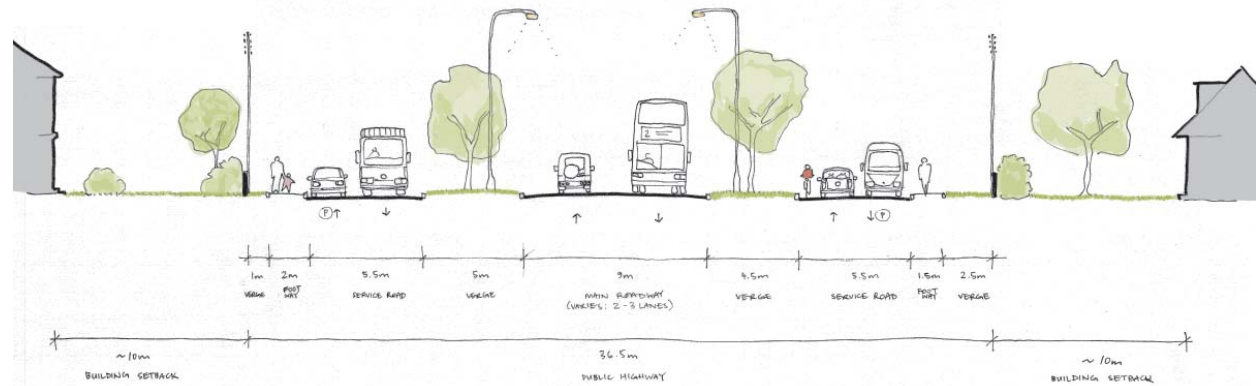 2
P ↑ ↓
↑ ↓
↑ ↓ P
1m 2m 5.5m 5m 9m 4.5m 5.5m 1.5m 2.5m
VERGE FOOT WAY SERVICE ROAD VERGE MAIN ROADWAY VERGE SERVICE ROAD FOOT WAY VERGE
(VARIES: 2-3 LANES)
~10m 36.5m ~10m
BUILDING SETBACK PUBLIC HIGHWAY BUILDING SETBACK